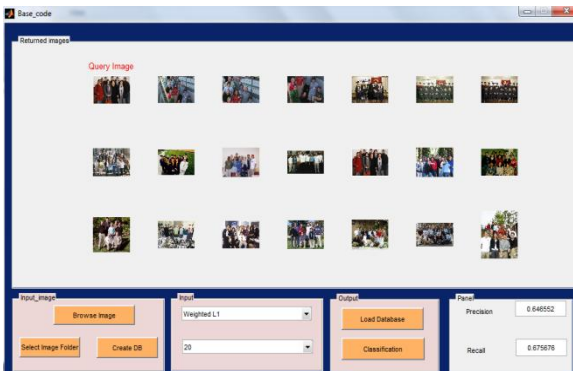 Base_code
Returned images
Query Image
Input_image
Browse Image
Select Image Folder
Create DB
Input
Weighted L1
20
Output
Load Database
Classification
Panel
Precision
0.646552
Recall
0.675676